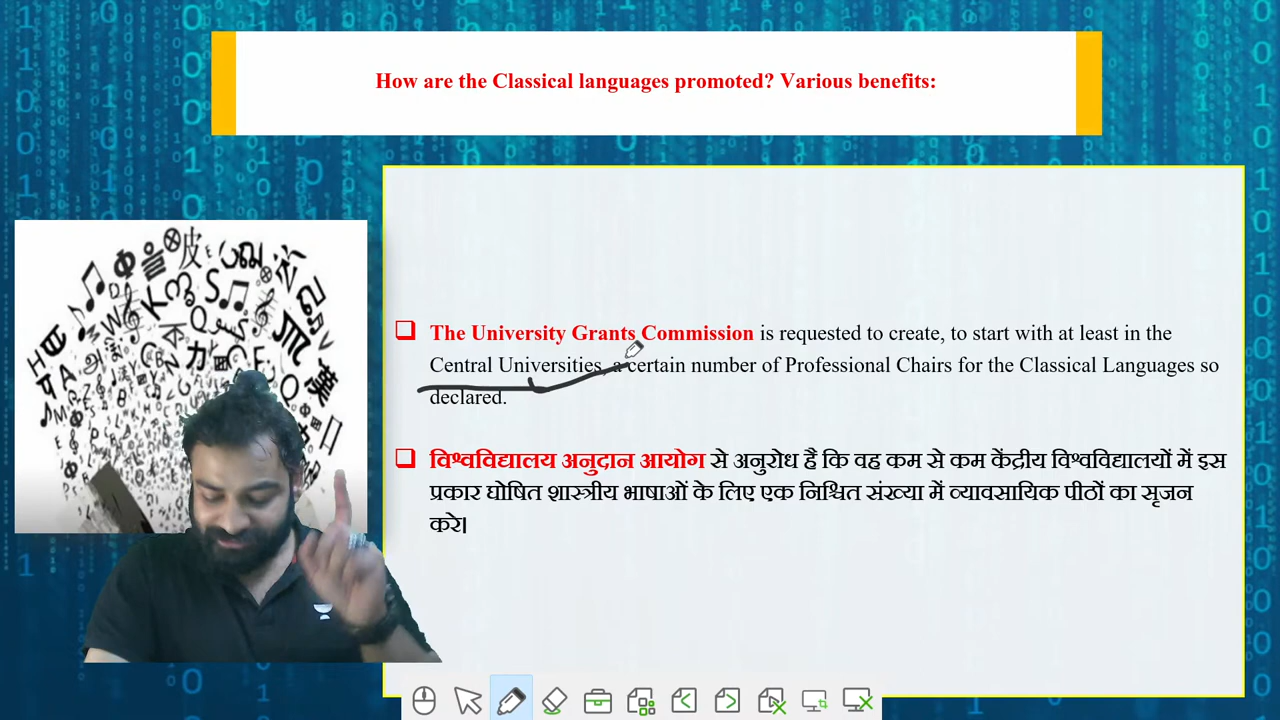 How are the Classical languages promoted? Various benefits:
The University Grants Commission is requested to create, to start with at least in the
Central Universities, a certain number of Professional Chairs for the Classical Languages so
declared.
विश्वविद्यालय अनुदान आयोग से अनुरोध है कि वह कम से कम केंद्रीय विश्वविद्यालयों में इस
प्रकार घोषित शास्त्रीय भाषाओं के लिए एक निश्चित संख्या में व्यावसायिक पीठों का सृजन
करे।